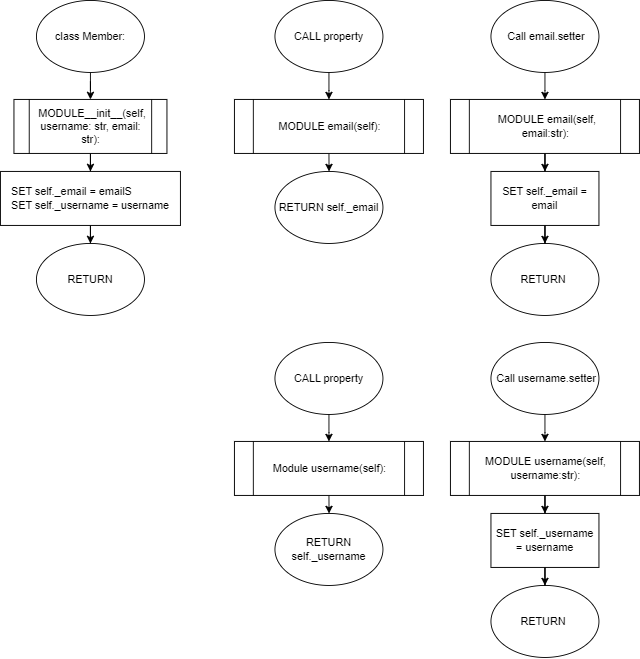 class Member:
MODULE__init__(self,
username: str, email:
str):
SET self._email = emailS
SET self._username = username
RETURN
CALL property
MODULE email(self):
RETURN self._email
Call email.setter
MODULE email(self,
email:str):
SET self._email =
email
RETURN
CALL property
Module username(self):
RETURN
self._username
Call username.setter
MODULE username(self,
username:str):
SET self._username
= username
RETURN